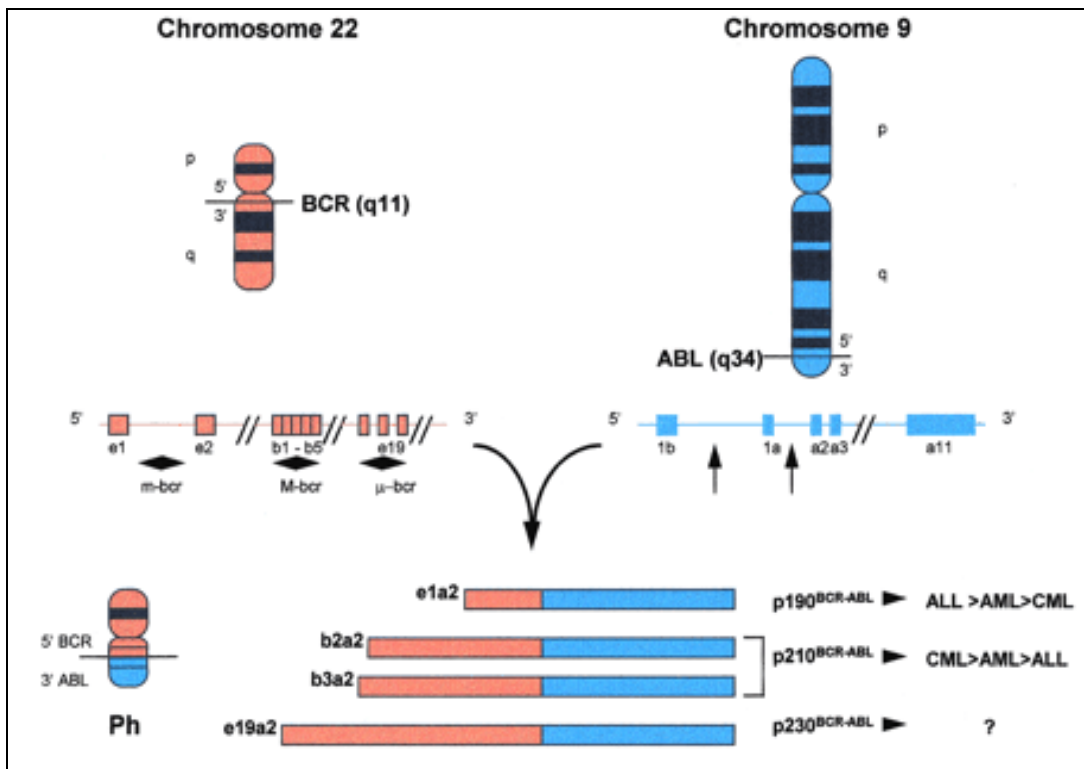 Chromosome 22
Chromosome 9
p
5'
3'
q
BCR (q11)
p
q
ABL (q34)
5'
3'
5'
3'
e1
e2
b1 - b5
e19
m-bcr
M-bcr
μ-bcr
5'
3'
1b
1a
a2
a3
a11
5' BCR
3' ABL
Ph
e1a2
p190BCR-ABL
ALL >AML>CML
b2a2
b3a2
p210BCR-ABL
CML>AML>ALL
e19a2
p230BCR-ABL
?